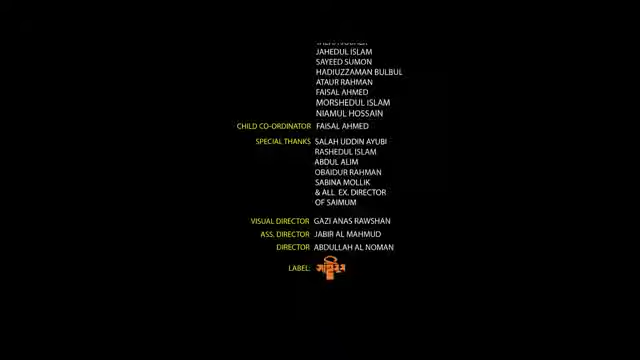 JAHEDUL ISLAM
SAYEED SUMON
HADIUZZAMAN BULBUL
ATAUR RAHMAN
FAISAL AHMED
MORSHEDUL ISLAM
NIAMUL HOSSAIN
CHILD CO-ORDINATOR FAISAL AHMED
SPECIAL THANKS SALAH UDDIN AYUBI
RASHEDUL ISLAM
ABDUL ALIM
OBAIDUR RAHMAN
SABINA MOLLIK
& ALL EX. DIRECTOR
OF SAIMUM
VISUAL DIRECTOR GAZI ANAS RAWSHAN
ASS. DIRECTOR JABIR AL MAHMUD
DIRECTOR ABDULLAH AL NOMAN
LABEL: